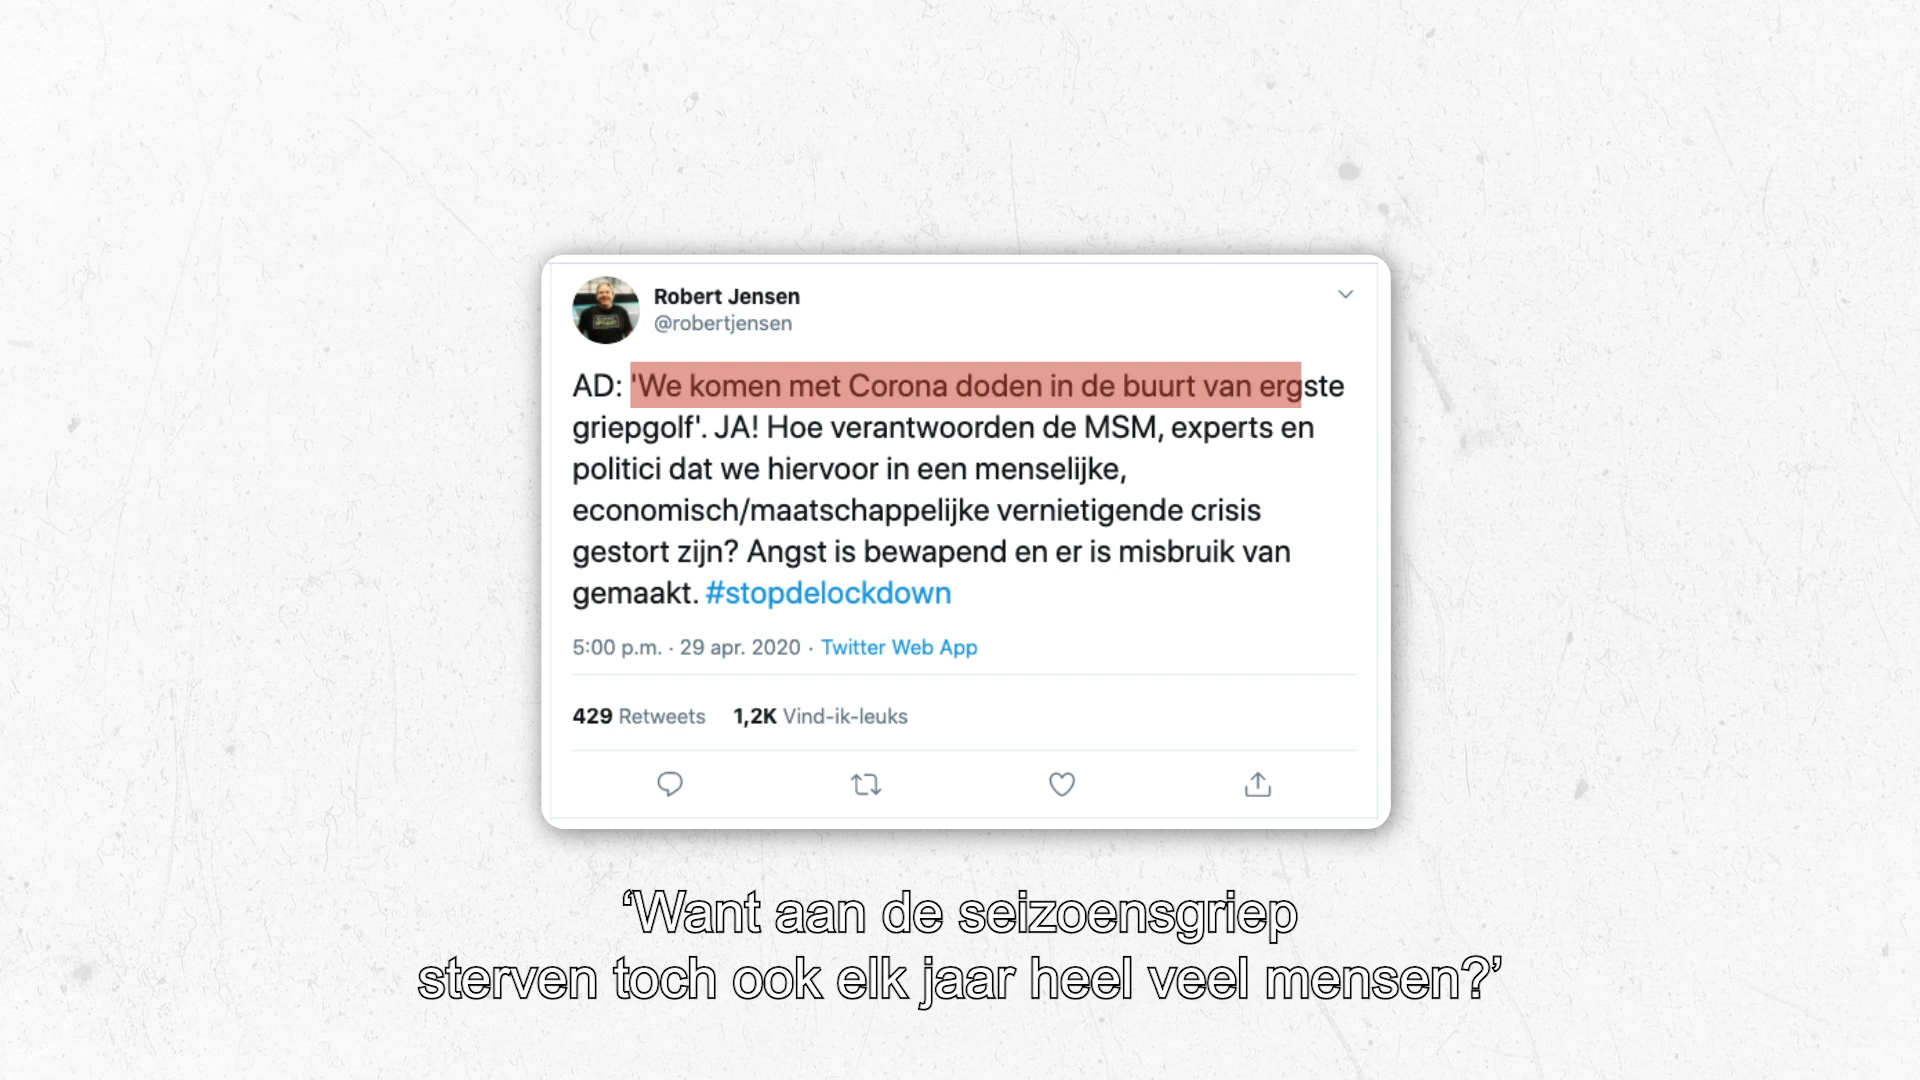 Robert Jensen
@robertjensen
AD: 'We komen met Corona doden in de buurt van ergste
griepgolf'. JA! Hoe verantwoorden de MSM, experts en
politici dat we hiervoor in een menselijke,
economisch/maatschappelijke vernietigende crisis
gestort zijn? Angst is bewapend en er is misbruik van
gemaakt. #stopdelockdown
5:00 p.m. · 29 apr. 2020 · Twitter Web App
429 Retweets 1,2K Vind-ik-leuks
‘Want aan de seizoensgriep
sterven toch ook elk jaar heel veel mensen?’